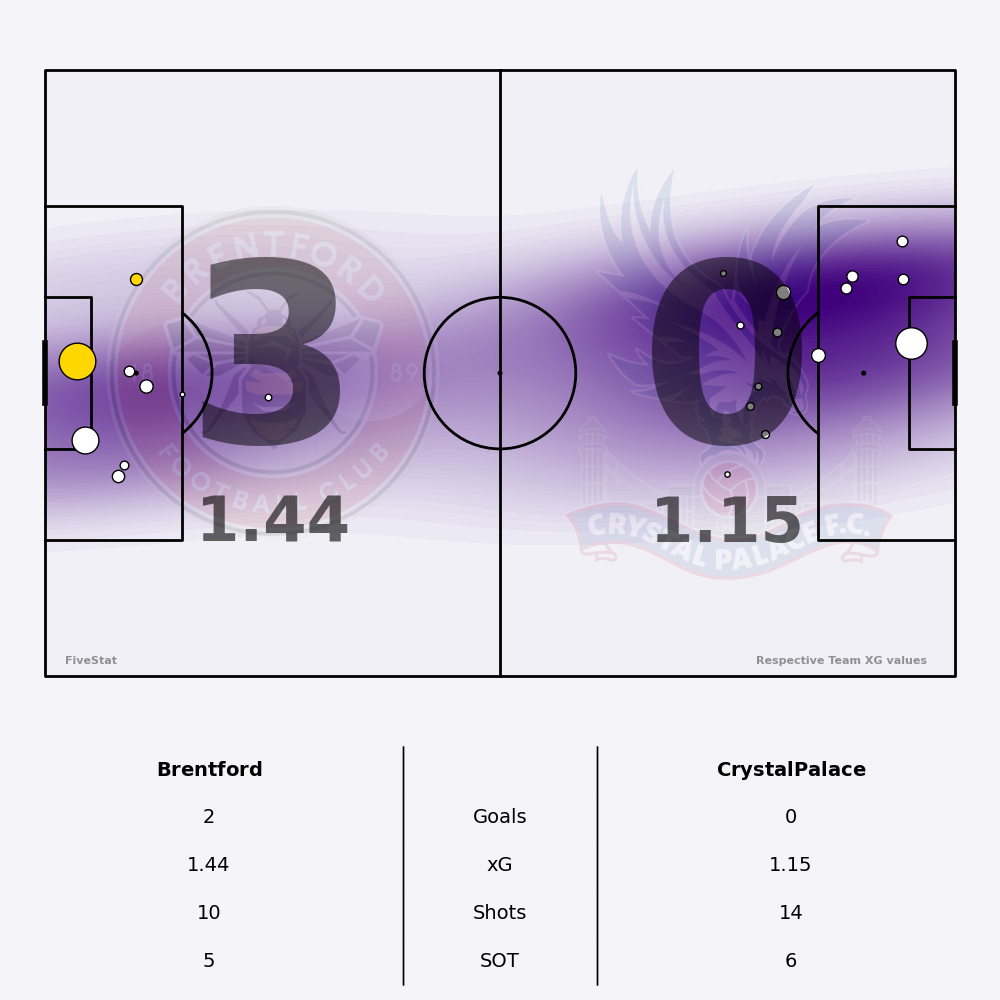 BRENTFORD
3
0
89
FOOTBALL CLUB
1.44
1.15
CRYSTAL PALACE F.C.
FiveStat
Respective Team XG values
Brentford
CrystalPalace
2
Goals
0
1.44
xG
1.15
10
Shots
14
5
SOT
6